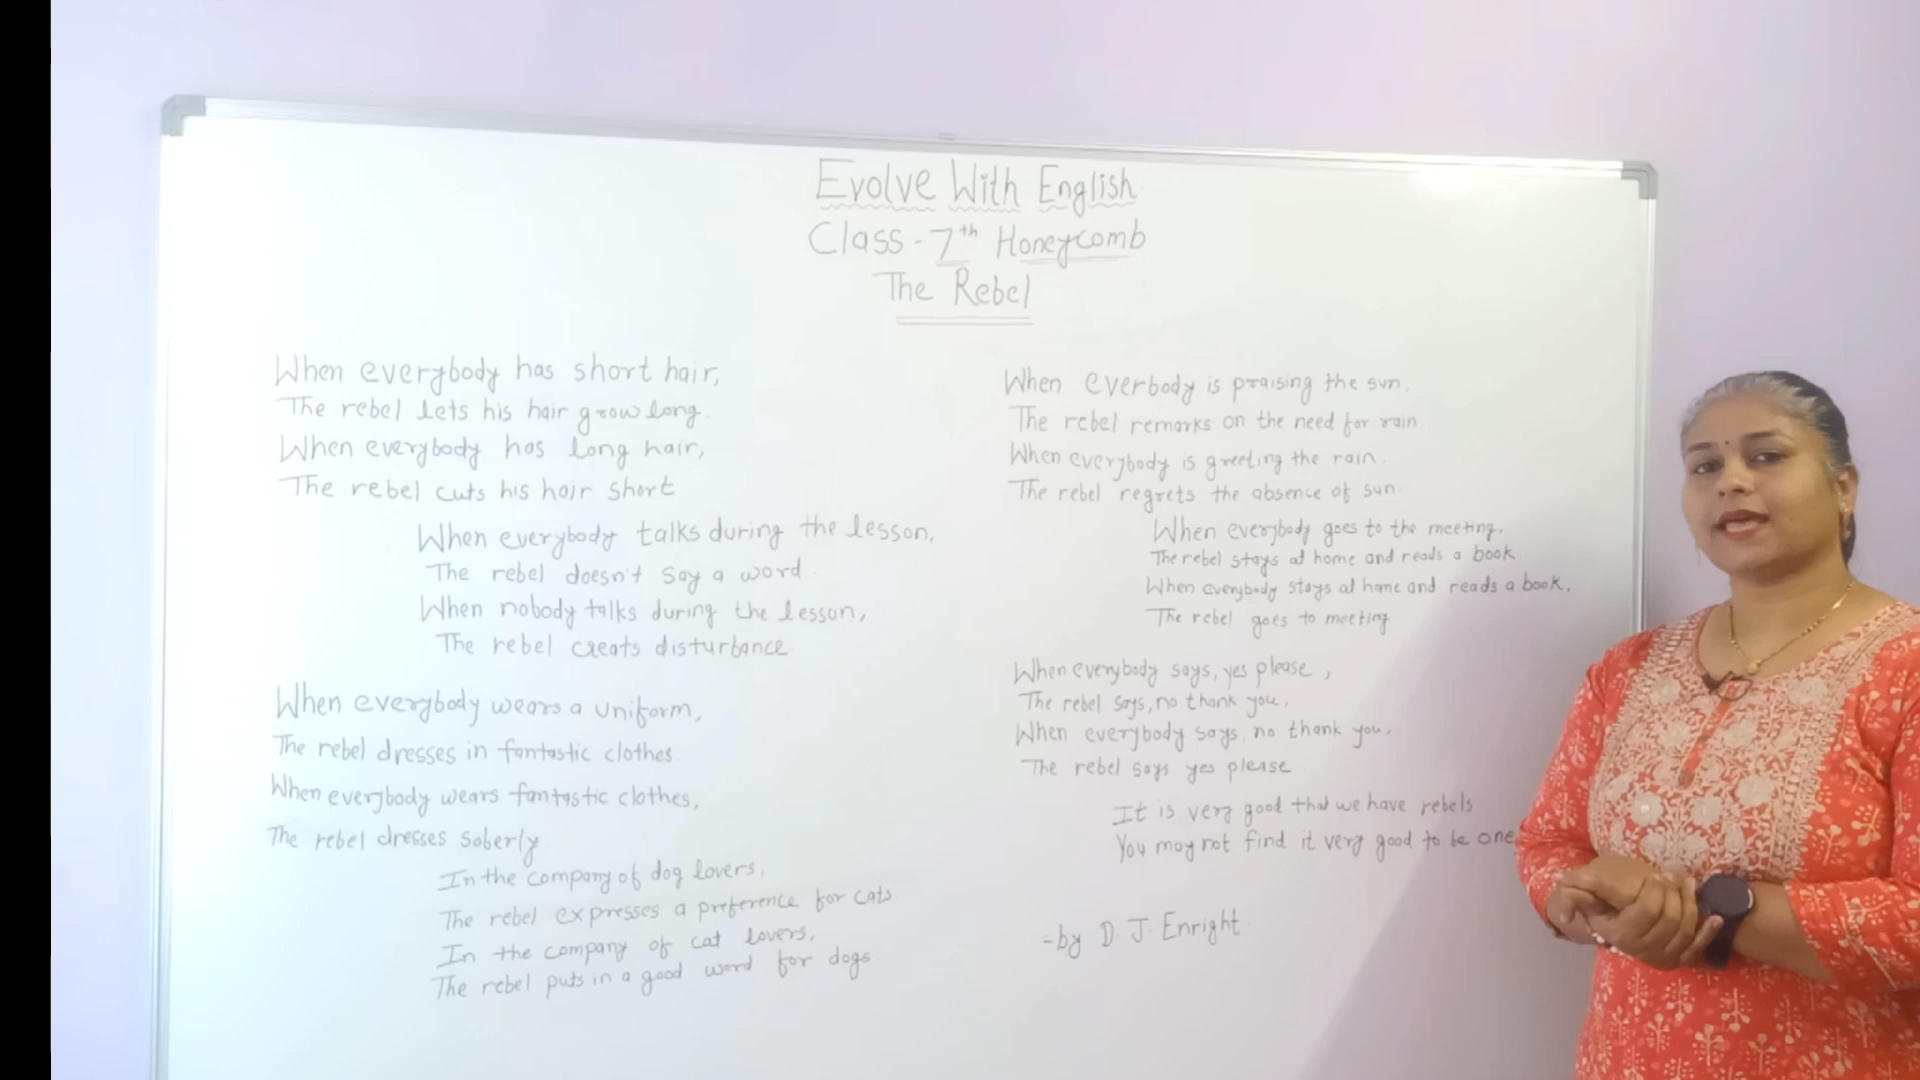 Evolve With English
Class - 7th Honeycomb
The Rebel
When everybody has short hair,
The rebel lets his hair grow long.
When everybody has long hair,
The rebel cuts his hair short
When everybody talks during the lesson,
The rebel doesn't say a word.
When nobody talks during the lesson,
The rebel creats disturbance
When everybody wears a uniform,
The rebel dresses in fantastic clothes.
When everybody wears fantastic clothes,
The rebel dresses soberly.
In the company of dog lovers,
The rebel expresses a preference for cats.
In the company of cat lovers,
The rebel puts in a good word for dogs
When everbody is praising the sun.
The rebel remarks on the need for rain
When everybody is greeting the rain.
The rebel regrets the absence of sun.
When everybody goes to the meeting,
The rebel stays at home and reads a book
When everybody stays at home and reads a book,
The rebel goes to meeting
When everybody says, yes please,
The rebel says, no thank you,
When everybody says, no thank you,
The rebel says yes please
It is very good that we have rebels
You may not find it very good to be one
-by D. J. Enright